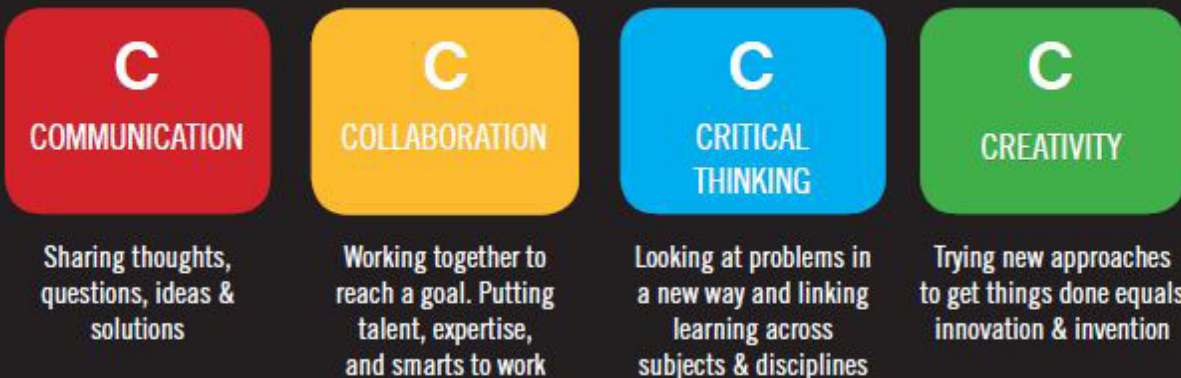 C
COMMUNICATION
Sharing thoughts,
questions, ideas &
solutions
C
COLLABORATION
Working together to
reach a goal. Putting
talent, expertise,
and smarts to work
C
CRITICAL
THINKING
Looking at problems in
a new way and linking
learning across
subjects & disciplines
C
CREATIVITY
Trying new approaches
to get things done equals
innovation & invention